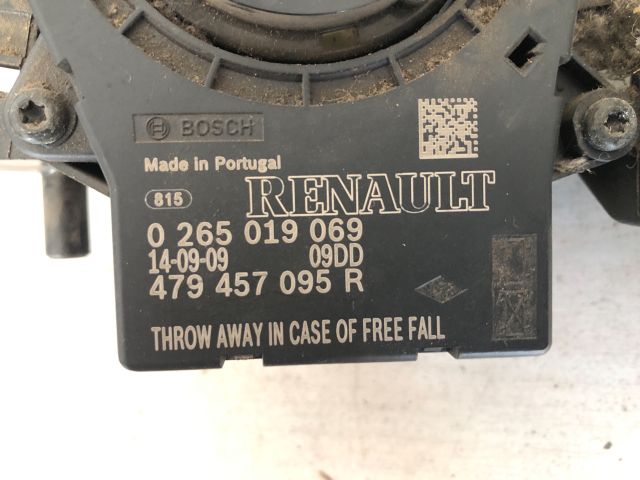 BOSCH
Made in Portugal
815
RENAULT
0 265 019 069
14-09-09 09DD
479 457 095 R
THROW AWAY IN CASE OF FREE FALL